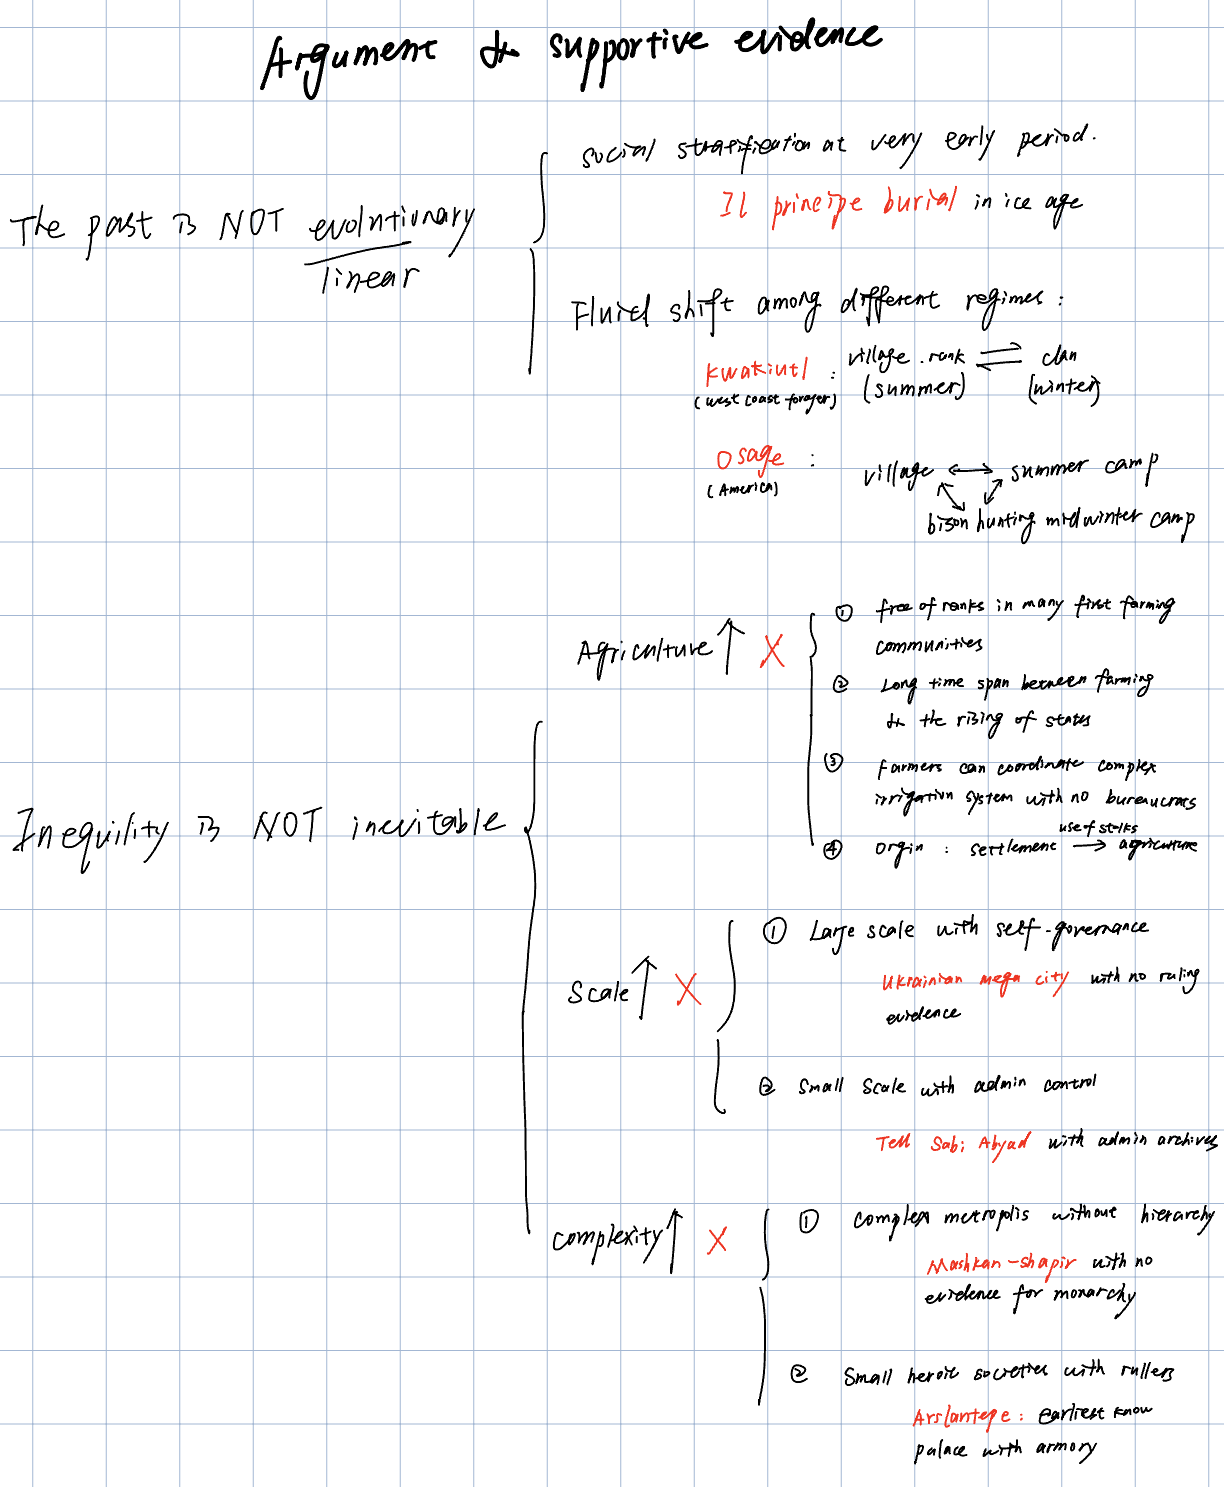 Argument & supportive evidence
The past is NOT evolutionary
linear
social stratification at very early period.
Il principe burial in ice age
Fluid shift among different regimes :
Kwakiutl : village . rank ⇌ clan
(west coast forager) (summer) (winter)
Osage : village ↔ summer camp
(America)
bison hunting midwinter camp
Inequility is NOT inevitable
Agriculture ↑ X
① free of ranks in many first farming
communities
② Long time span between farming
& the rising of states
③ farmers can coordinate complex
irrigation system with no bureaucracs
④ orgin : settlement → agriculture
use of stalks
Scale ↑ X
① Large scale with self-governance
Ukrainian mega city with no ruling
evidence
② small scale with admin control
Tell Sabi Abyad with admin archives
complexity ↑ X
① complex metropolis without hierarchy
Mashkan-shapir with no
evidence for monarchy
② Small heroic societies with rullers
Arslantepe : earliest know
palace with armory